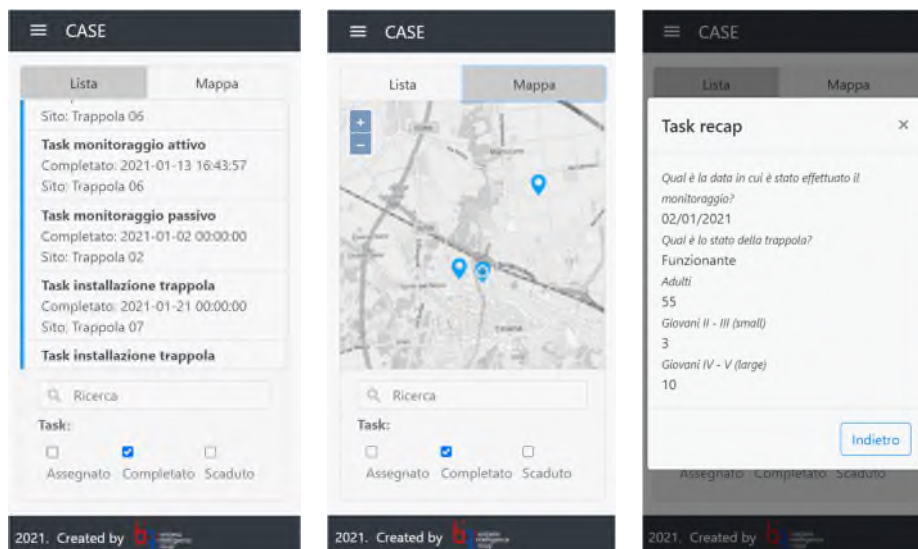 CASE
Lista Mappa
Sito: Trappola 06
Task monitoraggio attivo
Completato: 2021-01-13 16:43:57
Sito: Trappola 06
Task monitoraggio passivo
Completato: 2021-01-02 00:00:00
Sito: Trappola 02
Task installazione trappola
Completato: 2021-01-21 00:00:00
Sito: Trappola 07
Task installazione trappola
Ricerca
Task:
Assegnato Completato Scaduto
2021. Created by
CASE
Lista Mappa
+
−
Ricerca
Task:
Assegnato Completato Scaduto
2021. Created by
CASE
Lista Mappa
Task recap ×
Qual è la data in cui è stato effettuato il
monitoraggio?
02/01/2021
Qual è lo stato della trappola?
Funzionante
Adulti
55
Giovani II - III (small)
3
Giovani IV - V (large)
10
Indietro
Assegnato Completato Scaduto
2021. Created by